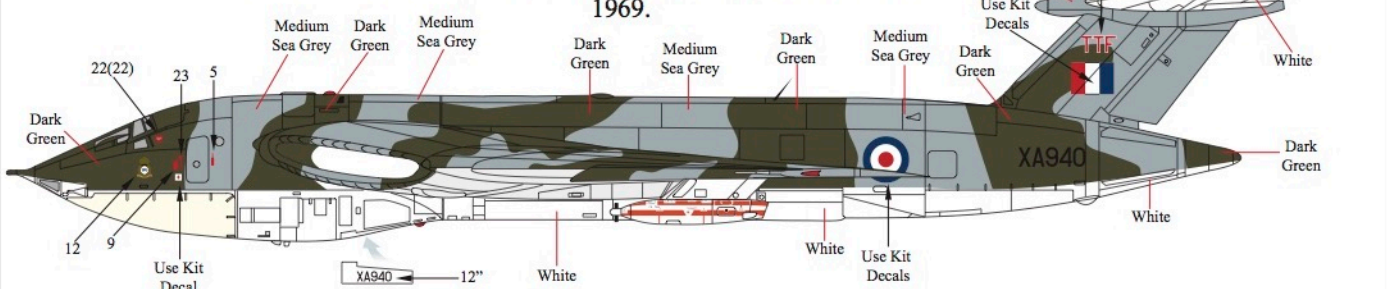 1969.
Use Kit
Decals
Medium
Sea Grey
Dark
Green
Medium
Sea Grey
TTF
Dark
Green
Medium
Sea Grey
Dark
Green
Medium
Sea Grey
Dark
Green
White
22(22)
23
5
Dark
Green
XA940
Dark
Green
12
9
Use Kit
Decal
XA940
12”
White
White
Use Kit
Decals
White